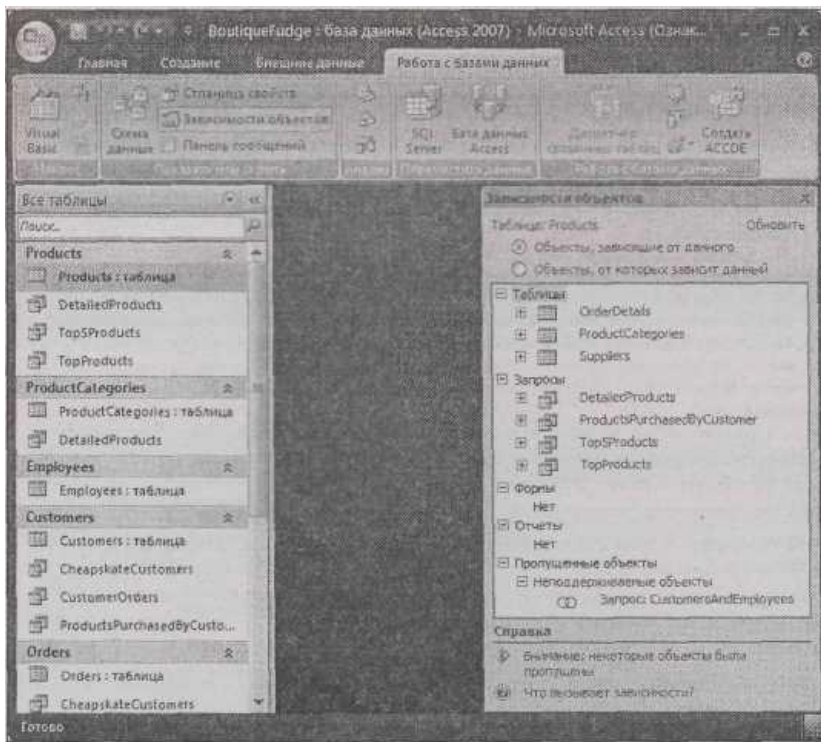 BoutiqueFudge : база данных (Access 2007) - Microsoft Access (Ознак...
Главная Создание Внешние данные Работа с базами данных
Visual Basic
Схема данных
Страница свойств
Зависимости объектов
Панель сообщений
SQL Server
База данных Access
Создать ACCDE
Все таблицы
Поиск...
Products
Products : таблица
DetailedProducts
Top5Products
TopProducts
ProductCategories
ProductCategories : таблица
DetailedProducts
Employees
Employees : таблица
Customers
Customers : таблица
CheapskateCustomers
CustomerOrders
ProductsPurchasedByCusto...
Orders
Orders : таблица
CheapskateCustomers
Готово
Зависимости объектов
Таблица: Products Обновить
Объекты, зависящие от данного
Объекты, от которых зависит данный
Таблицы
OrderDetails
ProductCategories
Suppliers
Запросы
DetailedProducts
ProductsPurchasedByCustomer
Top5Products
TopProducts
Формы
Нет
Отчеты
Нет
Пропущенные объекты
Неподдерживаемые объекты
Запрос: CustomersAndEmployees
Справка
Внимание: некоторые объекты были пропущены
Что вызывает зависимости?